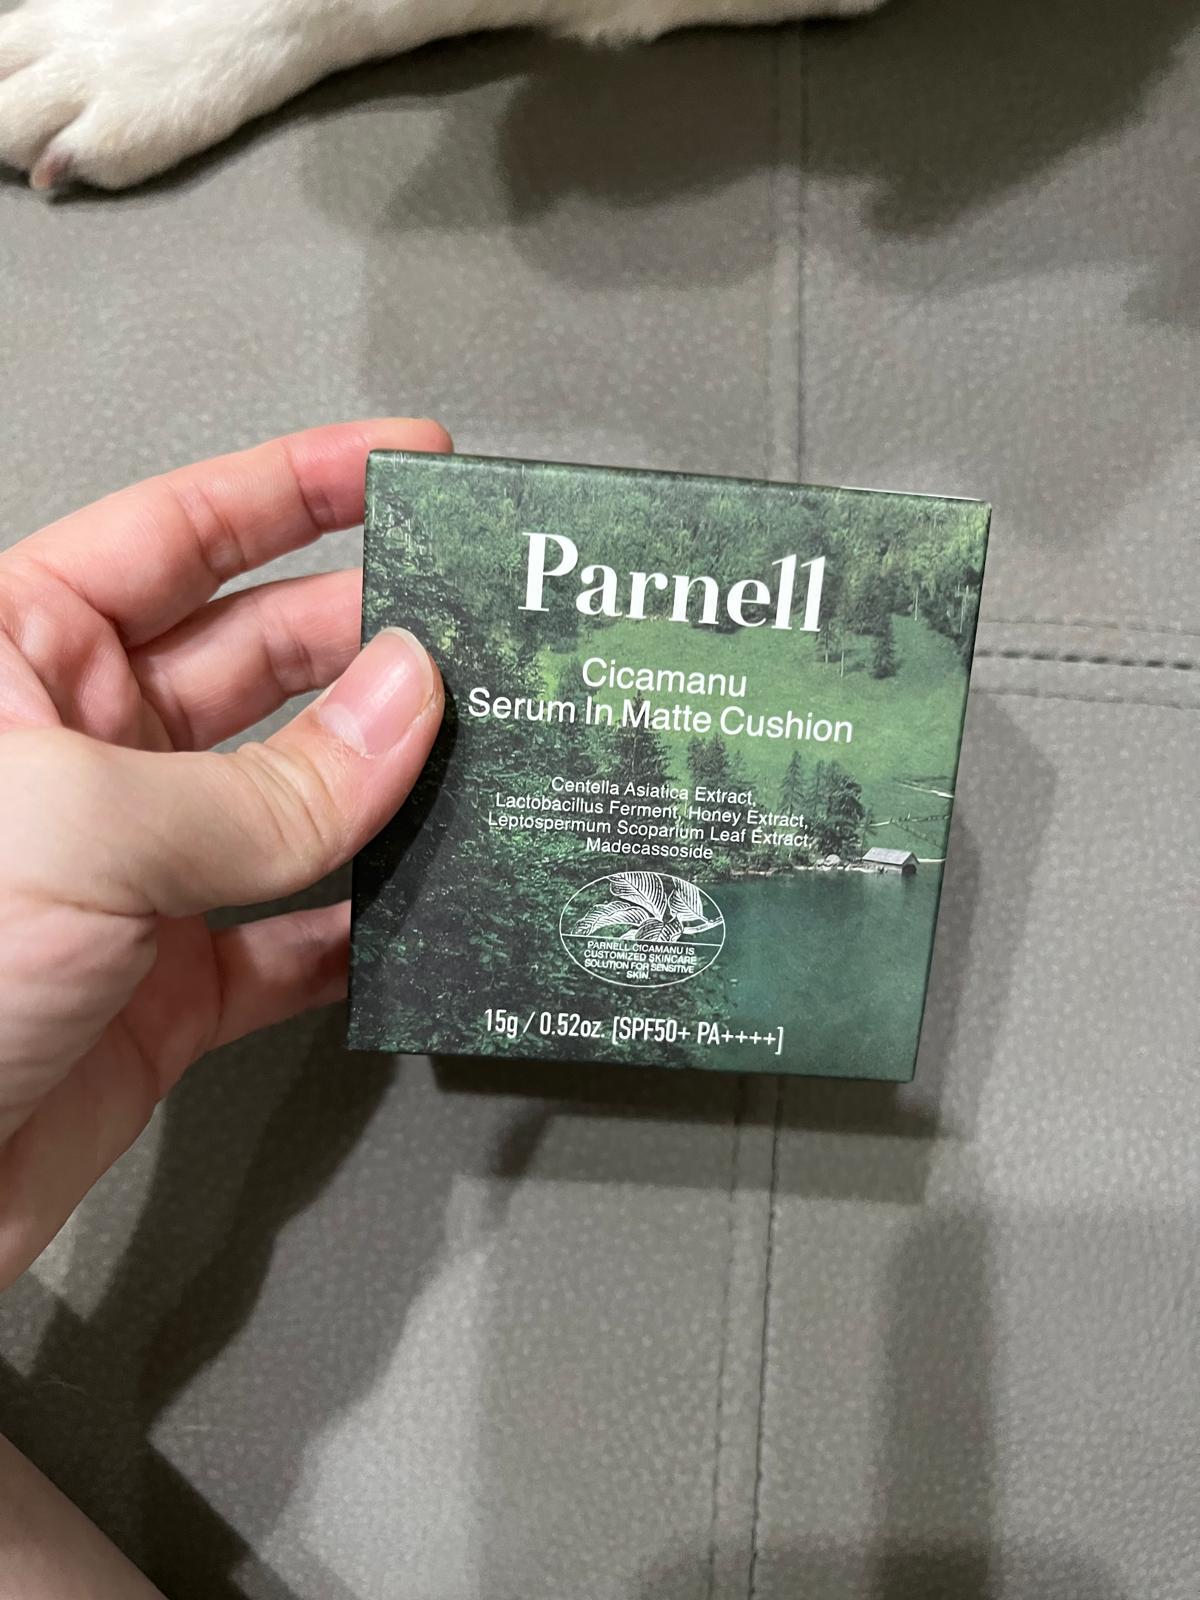 Parnell
Cicamanu
Serum In Matte Cushion
Centella Asiatica Extract,
Lactobacillus Ferment, Honey Extract,
Leptospermum Scoparium Leaf Extract,
Madecassoside
PARNELL CICAMANU IS
CUSTOMIZED SKINCARE
SOLUTION FOR SENSITIVE
SKIN.
15g / 0.52oz. [SPF50+ PA++++]